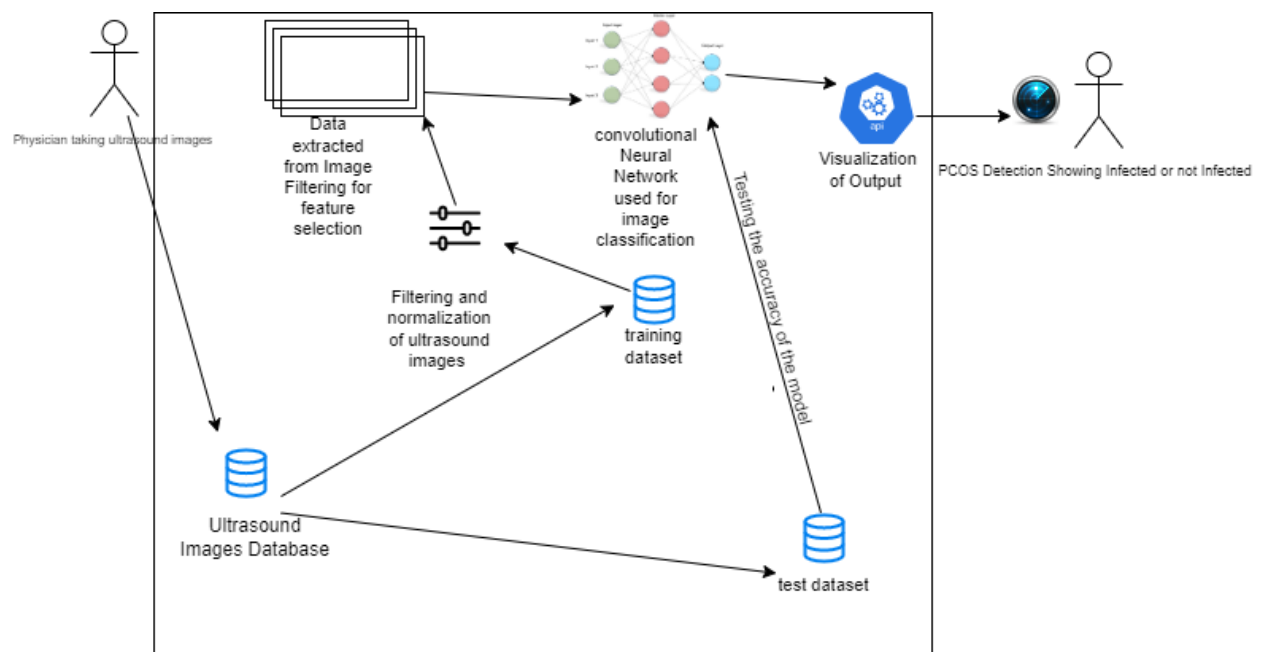 Physician taking ultrasound images
Data
extracted
from Image
Filtering for
feature
selection
convolutional
Neural
Network
used for
image
classification
api
Visualization
of Output
PCOS Detection Showing Infected or not Infected
Filtering and
normalization
of ultrasound
images
training
dataset
Testing the accuracy of the model
Ultrasound
Images Database
test dataset